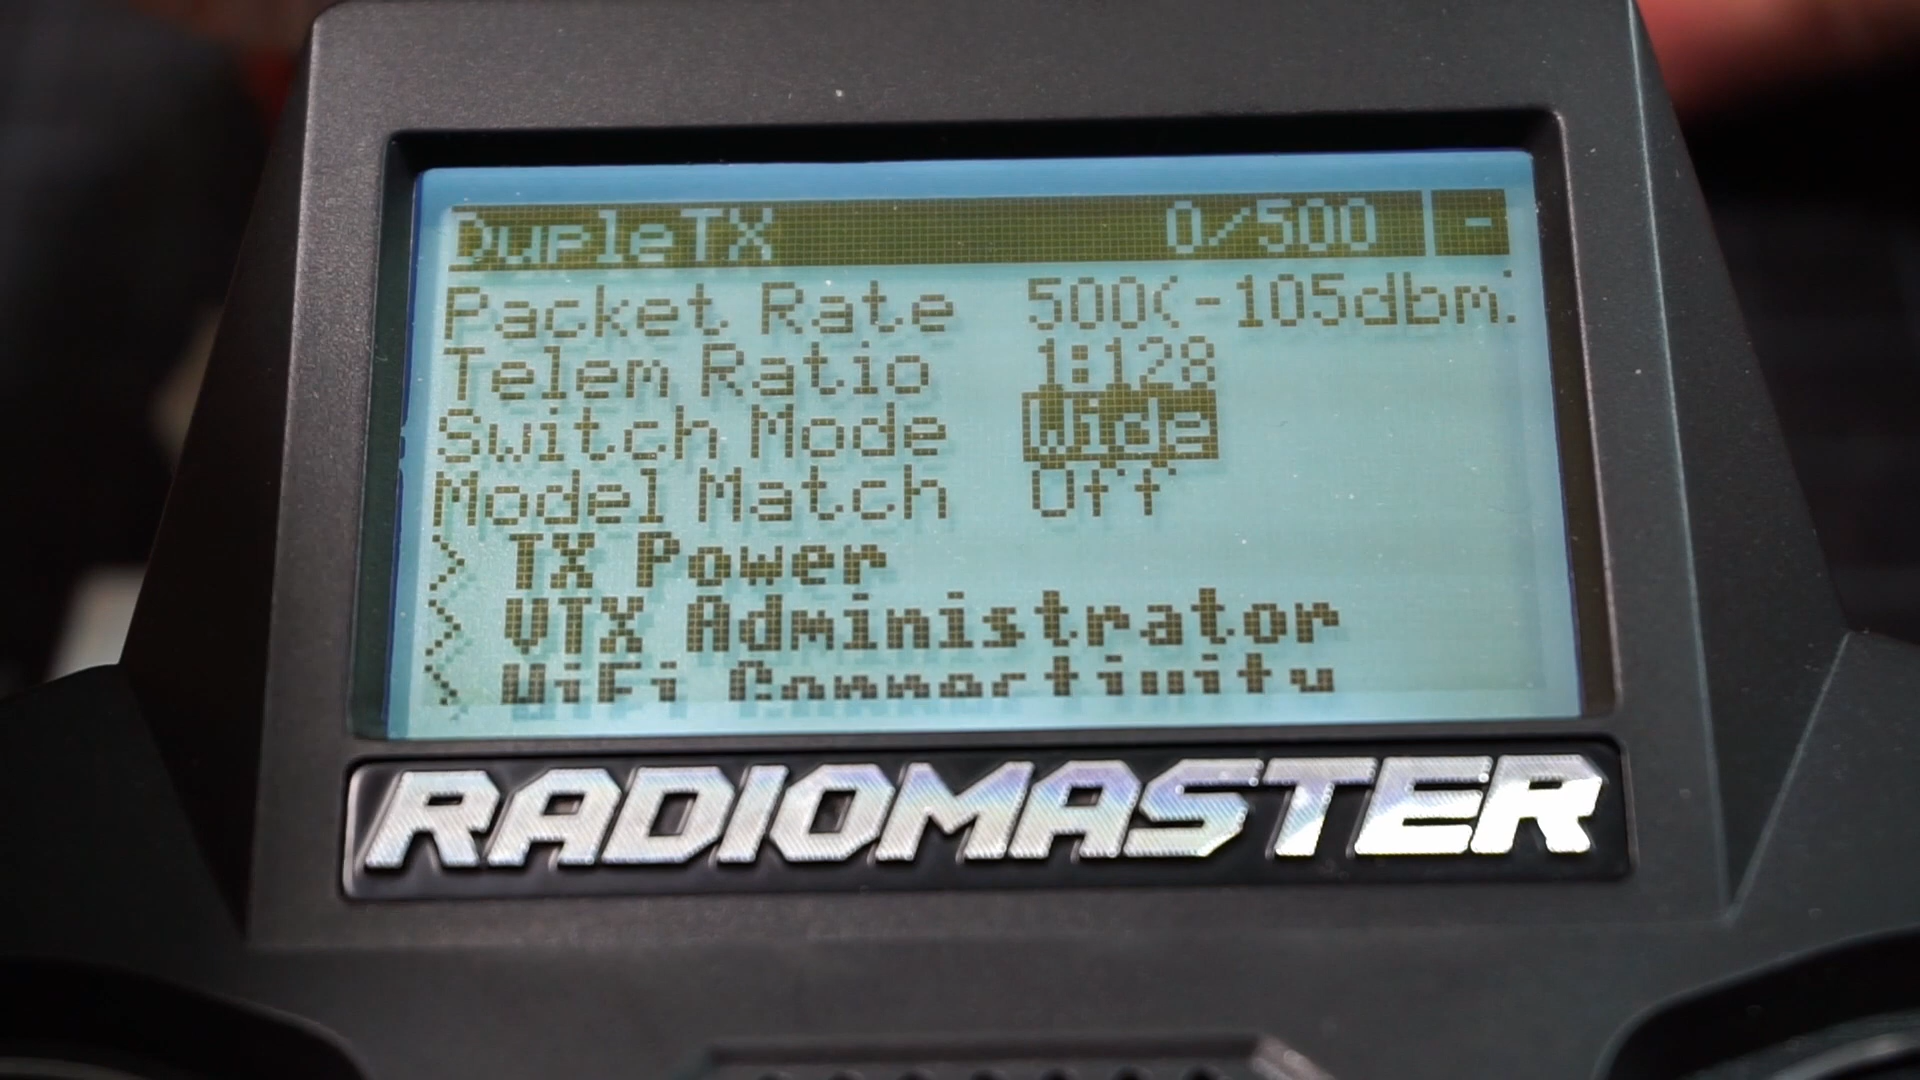 DupleTX 0/500 -
Packet Rate 500(-105dbm)
Telem Ratio 1:128
Switch Mode Wide
Model Match Off
> TX Power
> VTX Administrator
> WiFi Connectivity
RADIOMASTER